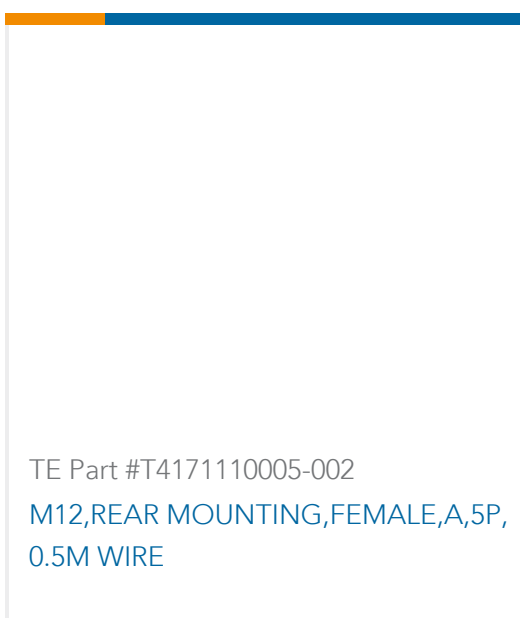 TE Part #T4171110005-002
M12,REAR MOUNTING,FEMALE,A,5P,
0.5M WIRE